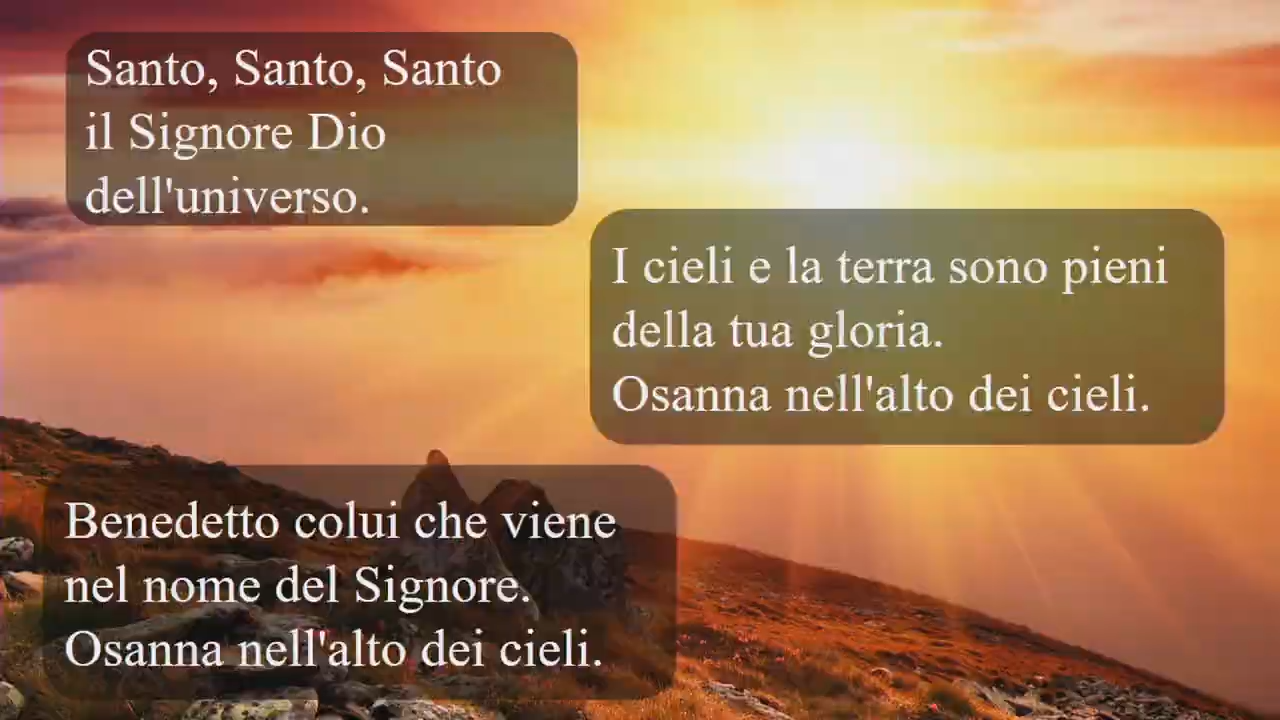 Santo, Santo, Santo
il Signore Dio
dell'universo.
I cieli e la terra sono pieni
della tua gloria.
Osanna nell'alto dei cieli.
Benedetto colui che viene
nel nome del Signore.
Osanna nell'alto dei cieli.